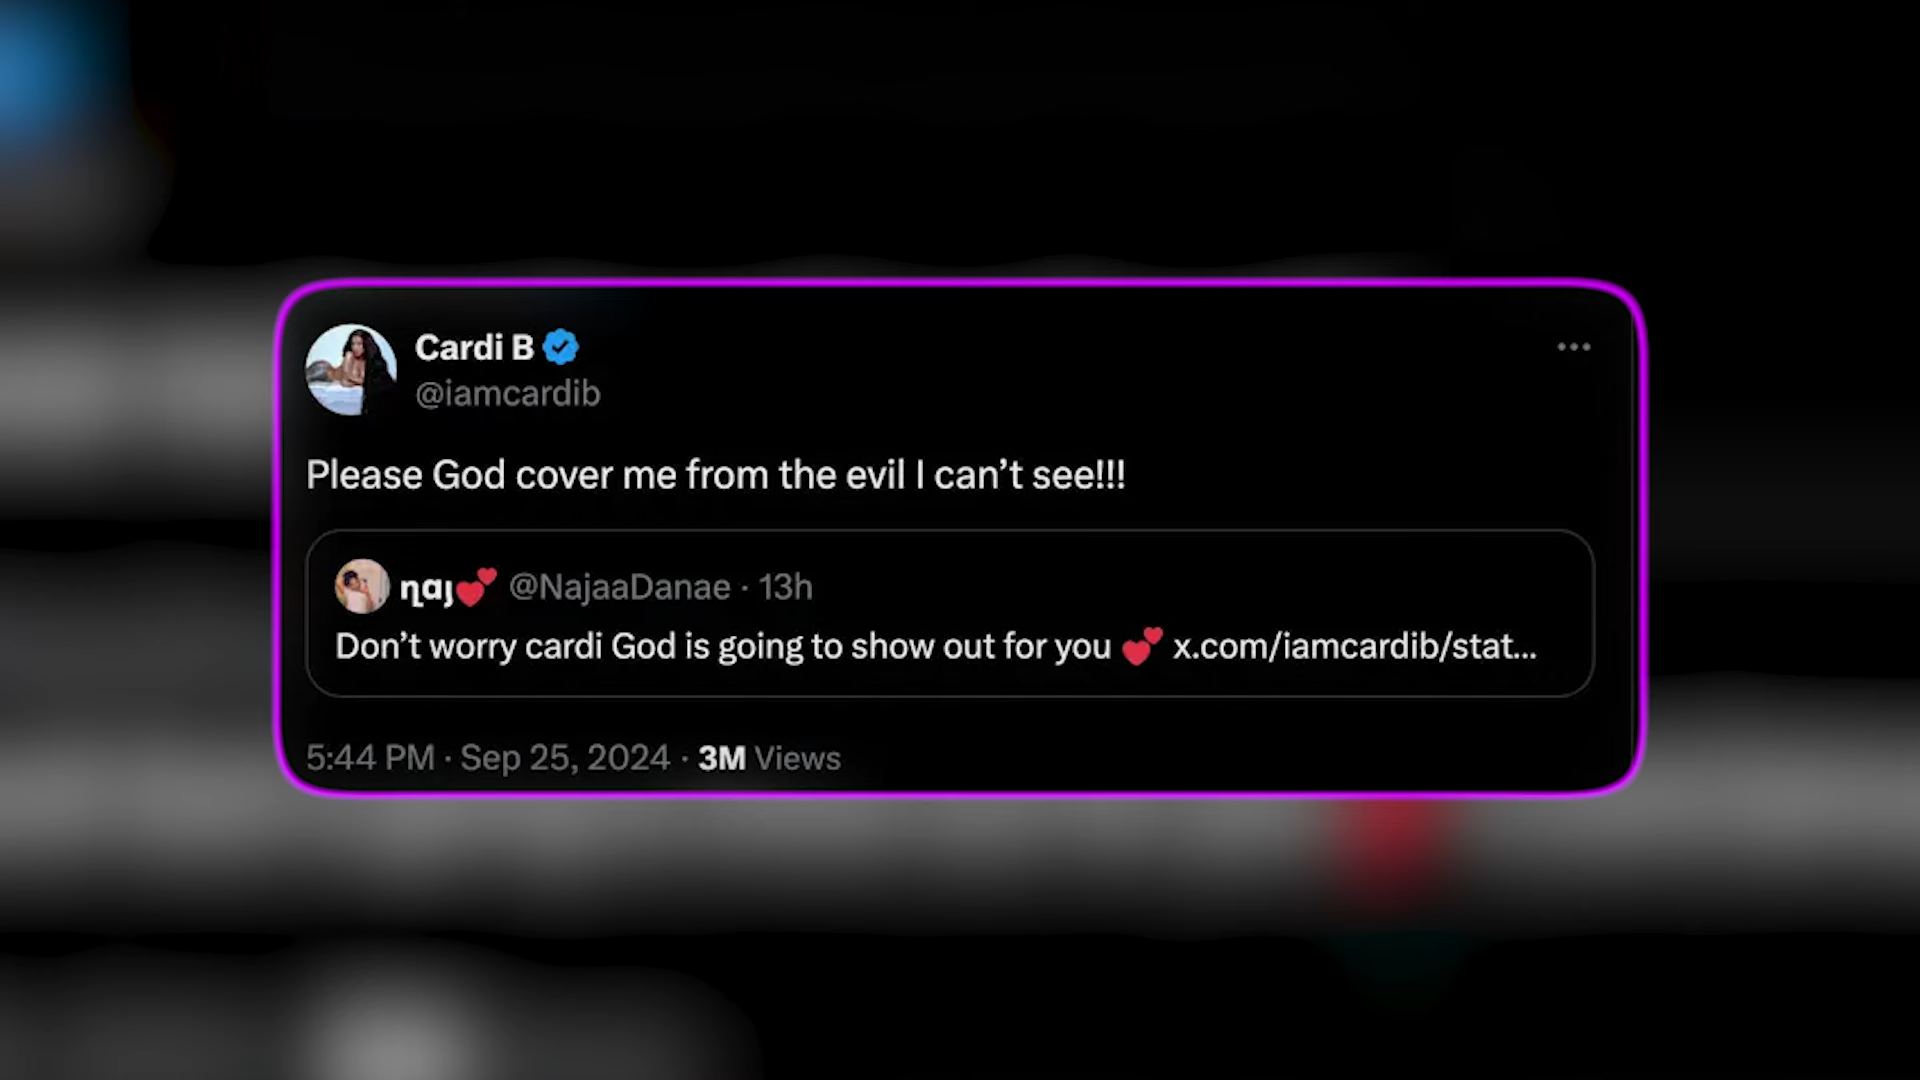 Cardi B
@iamcardib
Please God cover me from the evil I can’t see!!!
ηαȷ💕 @NajaaDanae · 13h
Don’t worry cardi God is going to show out for you 💕 x.com/iamcardib/stat...
5:44 PM · Sep 25, 2024 · 3M Views